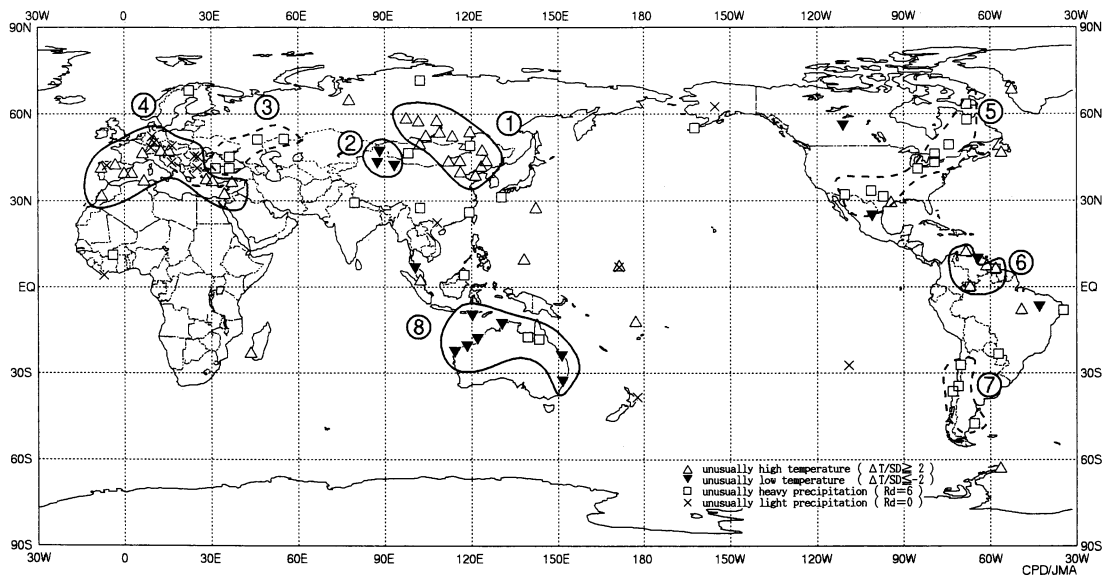 30W 0 30E 60E 90E 120E 150E 180 150W 120W 90W 60W 30W
90N 90N
④ ③ ① ⑤
60N 60N
②
30N 30N
⑥
EQ EQ
⑧
30S 30S
⑦
60S 60S
△ unusually high temperature ( ΔT/SD≧ 2 )
▼ unusually low temperature ( ΔT/SD≦-2 )
□ unusually heavy precipitation ( Rd=6 )
× unusually light precipitation ( Rd=0 )
90S 90S
30W 0 30E 60E 90E 120E 150E 180 150W 120W 90W 60W 30W
CPD/JMA